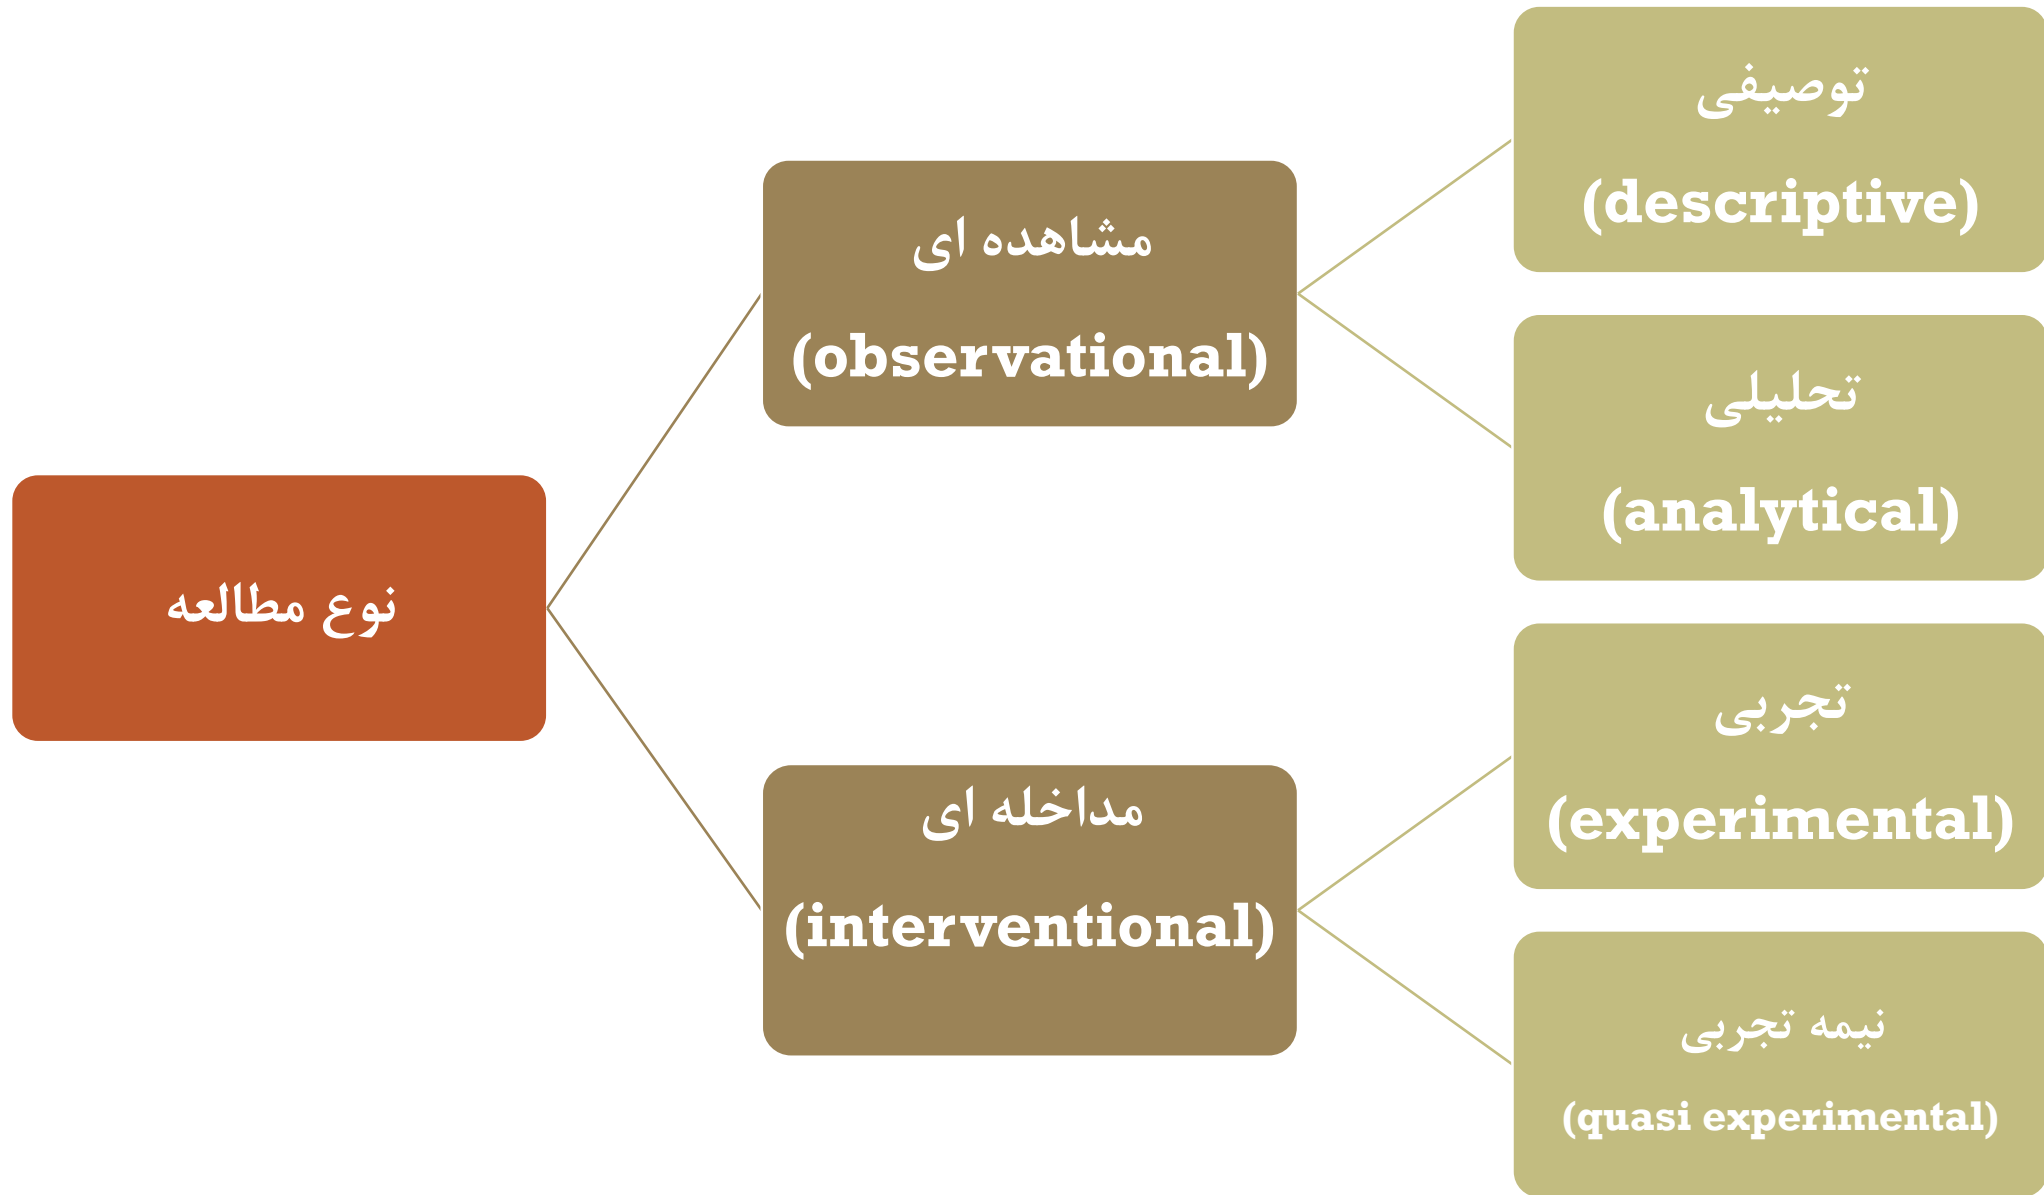 نوع مطالعه
مشاهده ای
(observational)
توصیفی
(descriptive)
تحلیلی
(analytical)
مداخله ای
(interventional)
تجربی
(experimental)
نیمه تجربی
(quasi experimental)